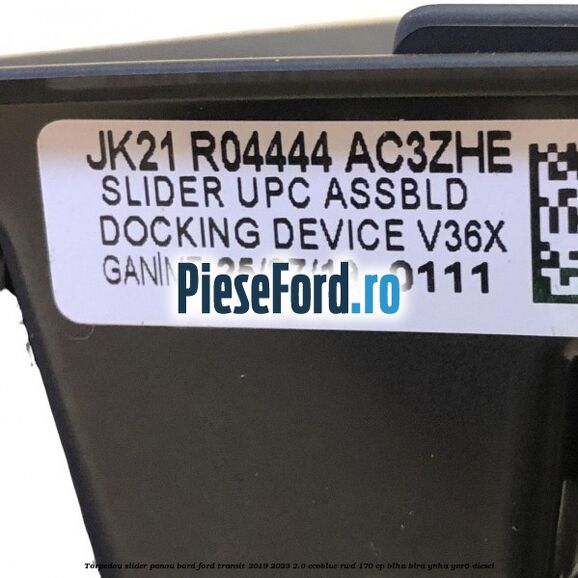 JK21 R04444 AC3ZHE
SLIDER UPC ASSBLD
DOCKING DEVICE V36X
0111
PieseFord.ro
Torpedou slider panou bord ford transit 2019 2023 2.0 ecoblue rwd 170 cp blha blra ynha ynr6 diesel